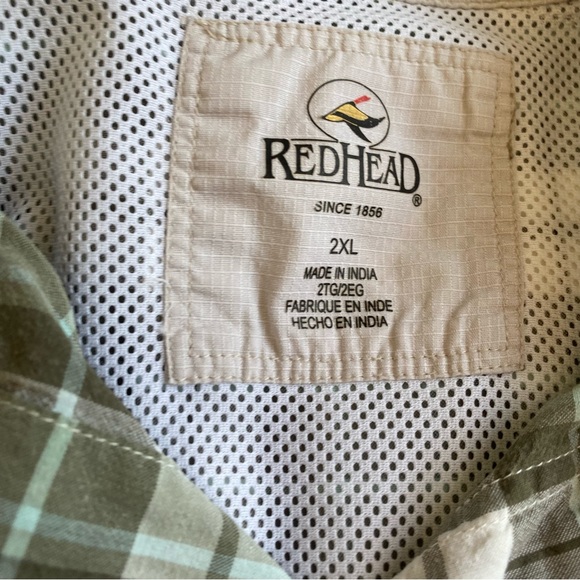 REDHEAD®
SINCE 1856
2XL
MADE IN INDIA
2TG/2EG
FABRIQUE EN INDE
HECHO EN INDIA